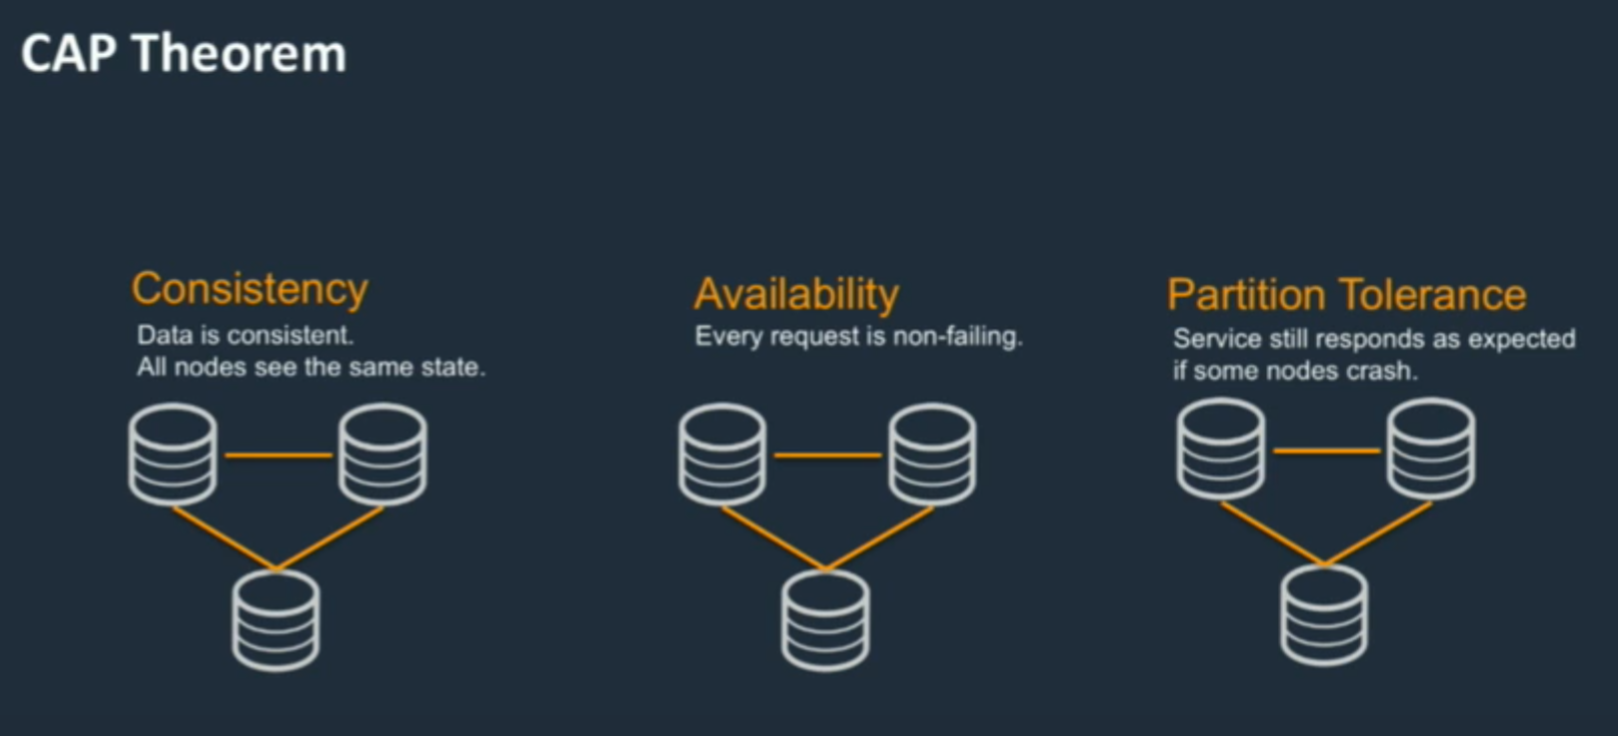 CAP Theorem
Consistency
Data is consistent.
All nodes see the same state.
Availability
Every request is non-failing.
Partition Tolerance
Service still responds as expected
if some nodes crash.